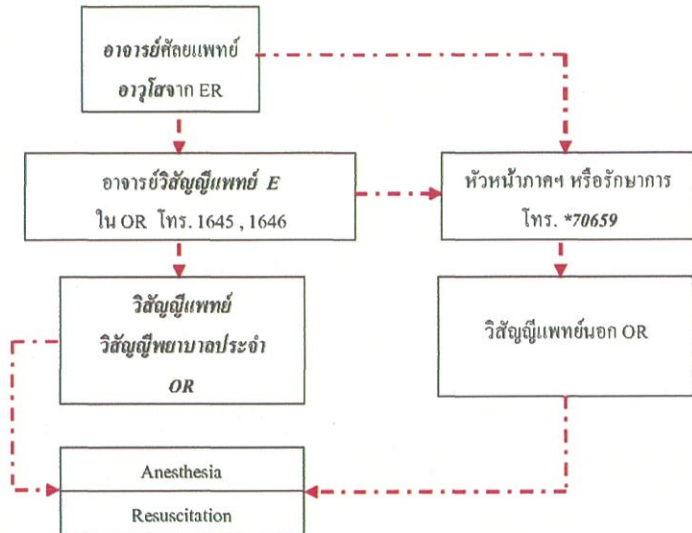 อาจารย์ศัลยแพทย์
อาวุโสจาก ER
อาจารย์วิสัญญีแพทย์ E
ใน OR โทร. 1645 , 1646
หัวหน้าภาคฯ หรือรักษาการ
โทร. *70659
วิสัญญีแพทย์
วิสัญญีพยาบาลประจำ
OR
วิสัญญีแพทย์นอก OR
Anesthesia
Resuscitation